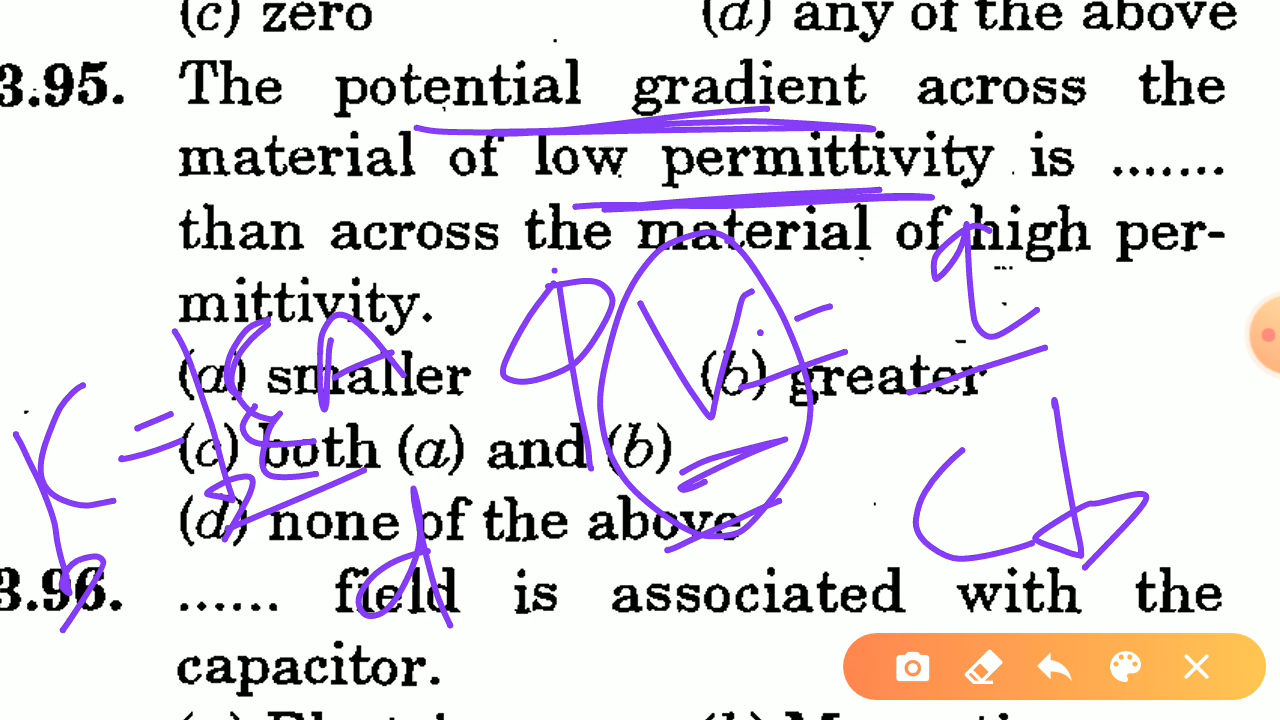 (c) zero (d) any of the above
3.95. The potential gradient across the
material of low permittivity is .......
than across the material of high per-
mittivity.
(a) smaller (b) greater
(c) both (a) and (b)
(d) none of the above
3.96. ...... field is associated with the
capacitor.